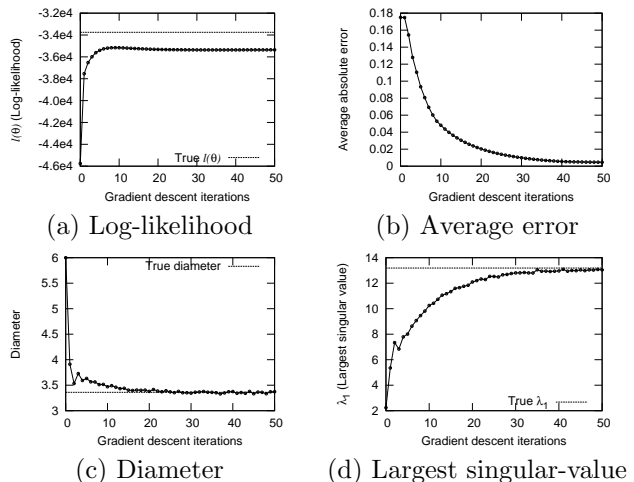 -3.2e4
-3.4e4
-3.6e4
-3.8e4
-4.0e4
-4.2e4
-4.4e4
-4.6e4
l(θ) (Log-likelihood)
True l(θ)
0 10 20 30 40 50
Gradient descent iterations
(a) Log-likelihood
0.18
0.16
0.14
0.12
0.1
0.08
0.06
0.04
0.02
0
Average absolute error
0 10 20 30 40 50
Gradient descent iterations
(b) Average error
6
5.5
5
4.5
4
3.5
3
Diameter
True diameter
0 10 20 30 40 50
Gradient descent iterations
(c) Diameter
14
12
10
8
6
4
2
λ1 (Largest singular value)
True λ1
0 10 20 30 40 50
Gradient descent iterations
(d) Largest singular-value